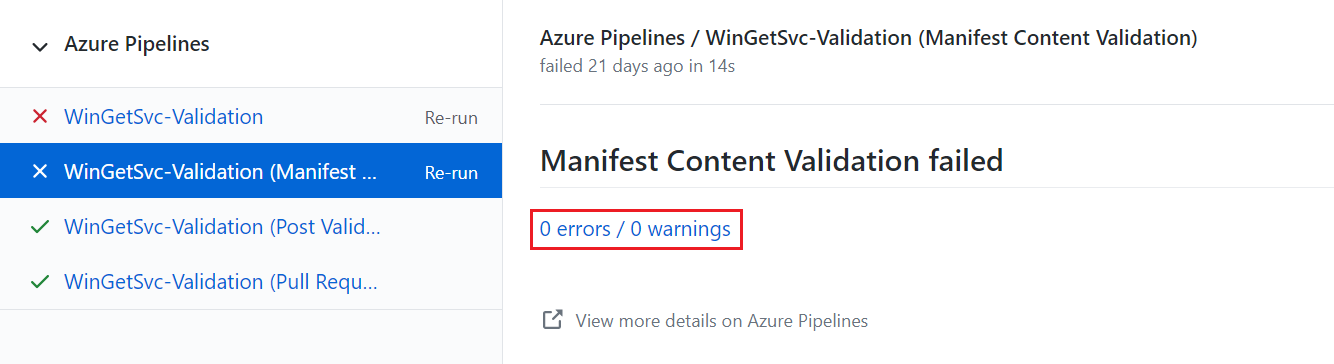 Azure Pipelines
WinGetSvc-Validation Re-run
WinGetSvc-Validation (Manifest ... Re-run
WinGetSvc-Validation (Post Valid...
WinGetSvc-Validation (Pull Requ...
Azure Pipelines / WinGetSvc-Validation (Manifest Content Validation)
failed 21 days ago in 14s
Manifest Content Validation failed
0 errors / 0 warnings
View more details on Azure Pipelines